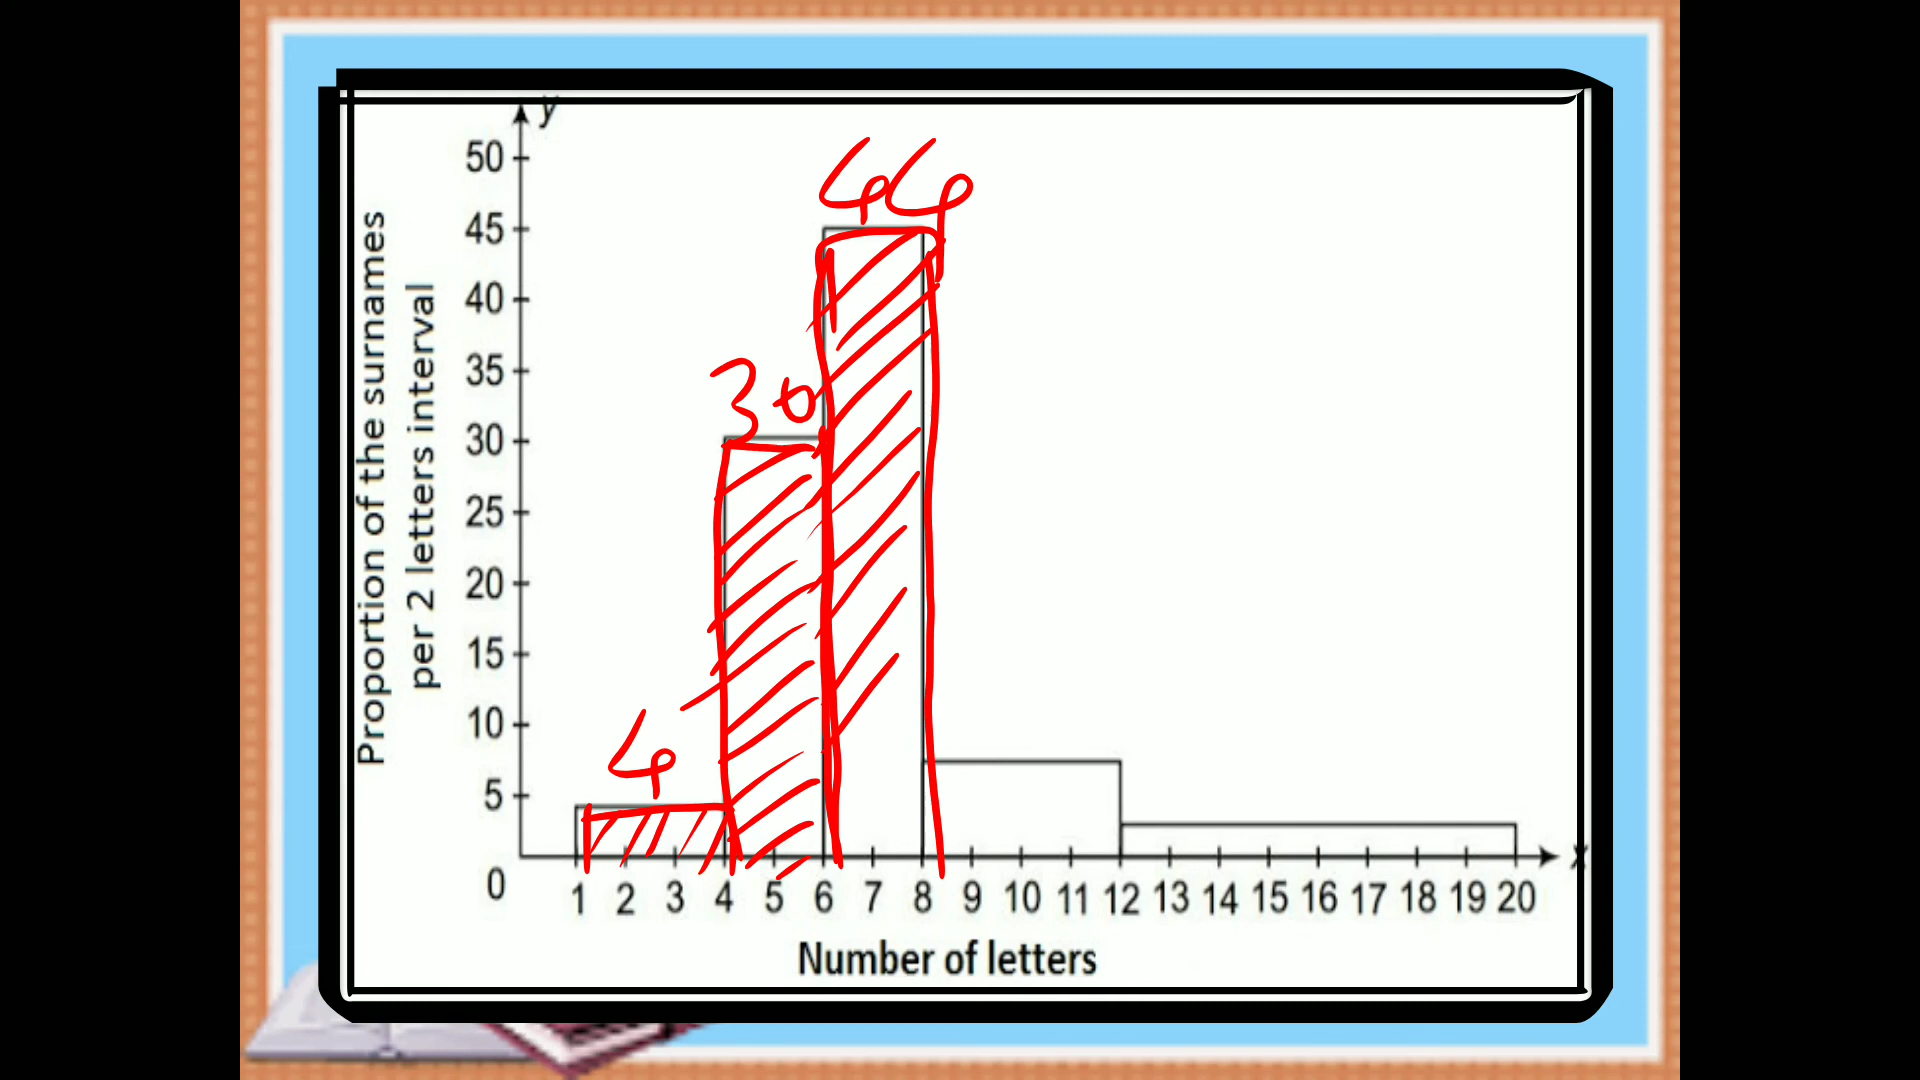 y
50
45
40
35
30
25
20
15
10
5
0
Proportion of the surnames
per 2 letters interval
44
30
4
1 2 3 4 5 6 7 8 9 10 11 12 13 14 15 16 17 18 19 20
x
Number of letters